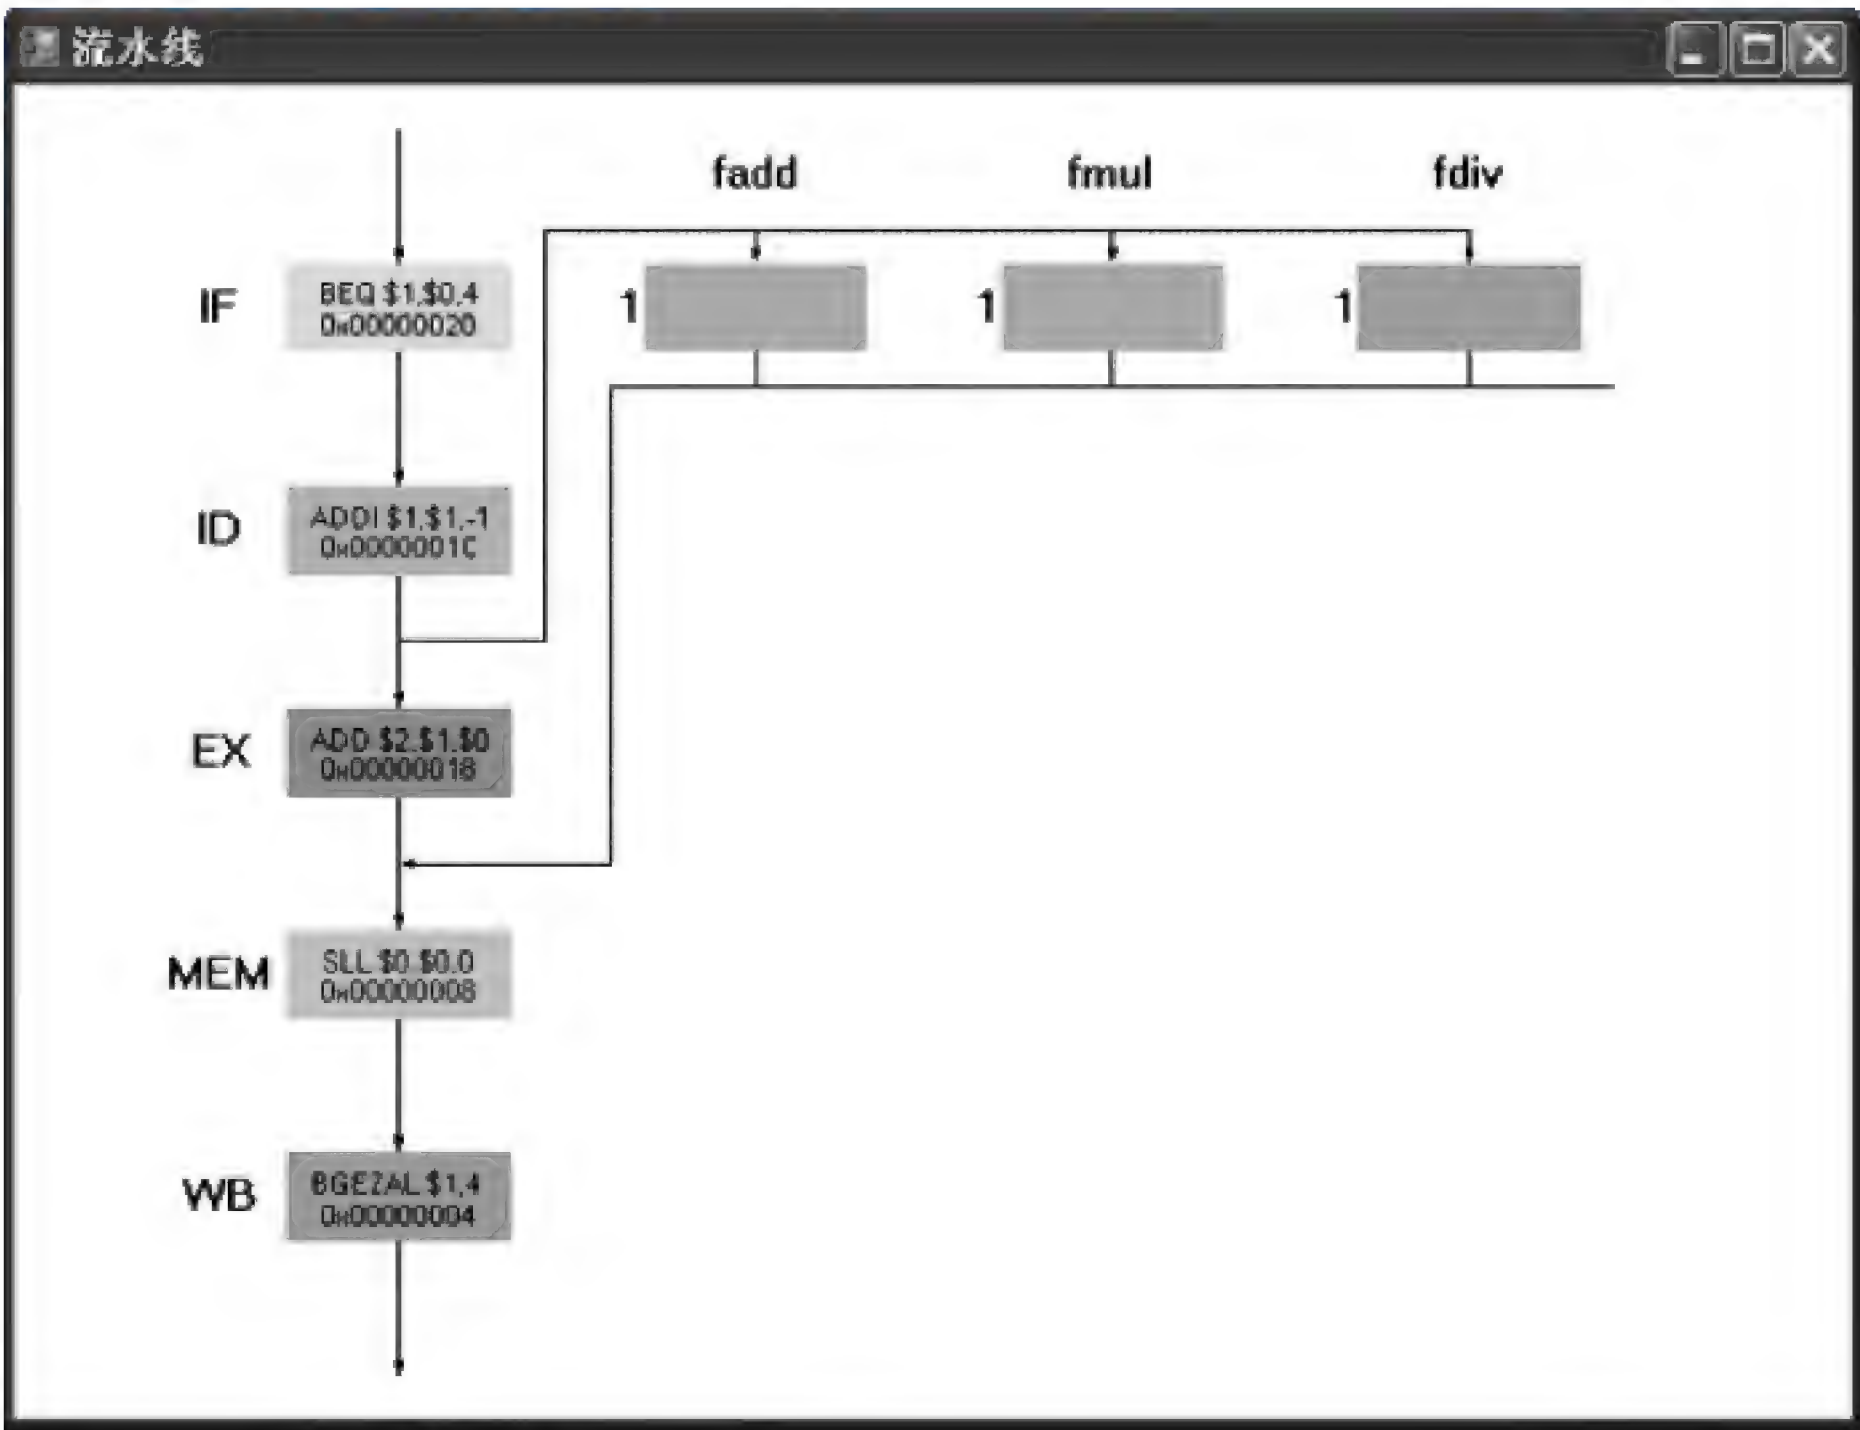 流水线
fadd
fmul
fdiv
IF
BEQ $1,$0,4
0x00000020
1
1
1
ID
ADDI $1,$1,-1
0x0000001C
EX
ADD $2,$1,$0
0x00000018
MEM
SLL $0,$0,0
0x00000008
WB
BGEZAL $1,4
0x00000004